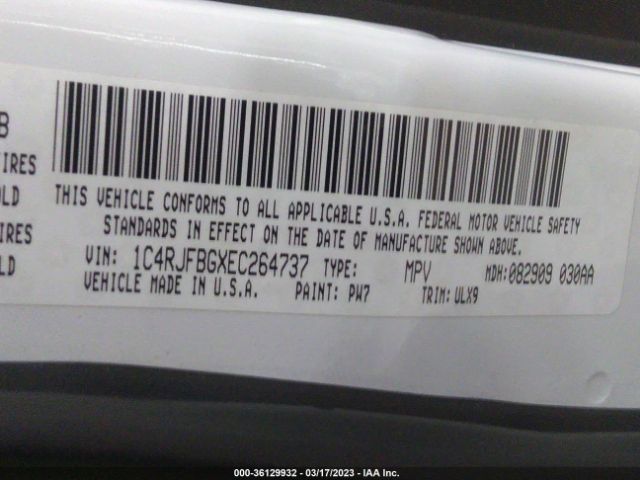 B
IRES
OLD
IRES
LD
THIS VEHICLE CONFORMS TO ALL APPLICABLE U.S.A. FEDERAL MOTOR VEHICLE SAFETY
STANDARDS IN EFFECT ON THE DATE OF MANUFACTURE SHOWN ABOVE.
VIN: 1C4RJFBGXEC264737 TYPE: MPV MDH:082909 030AA
VEHICLE MADE IN U.S.A. PAINT: PW7 TRIM: ULX9
000-36129932 - 03/17/2023 - IAA Inc.